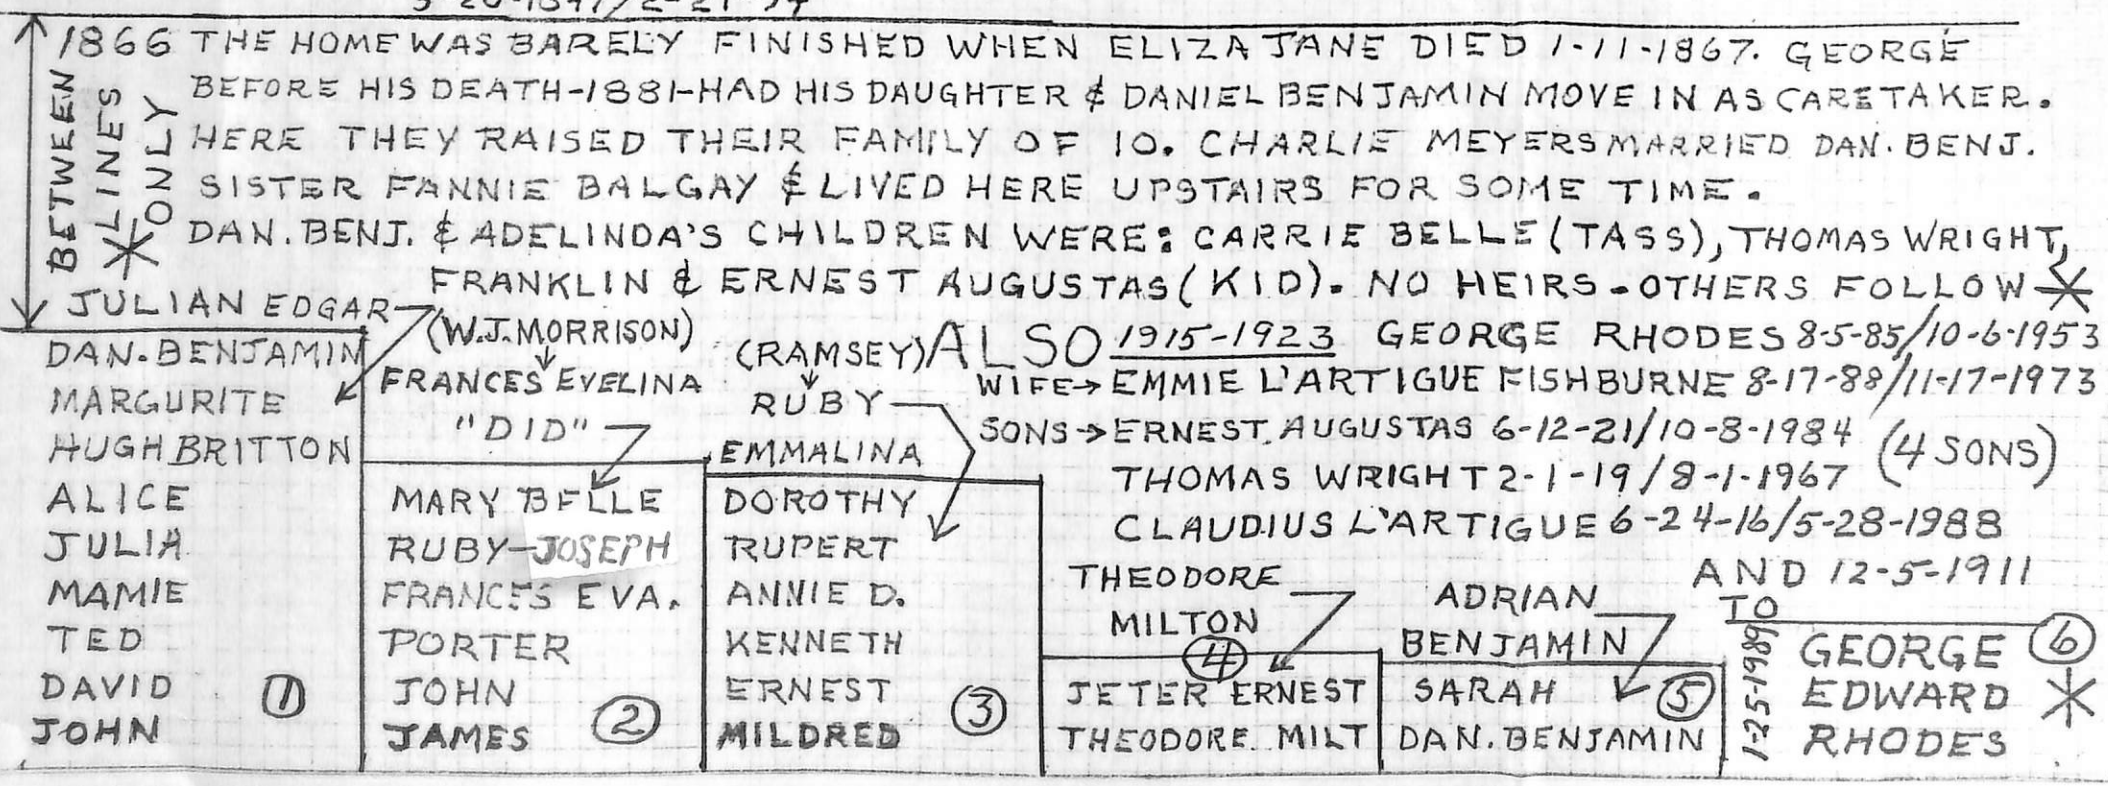 1866 THE HOME WAS BARELY FINISHED WHEN ELIZA JANE DIED 1-11-1867. GEORGE
BEFORE HIS DEATH-1881-HAD HIS DAUGHTER & DANIEL BENJAMIN MOVE IN AS CARETAKER.
HERE THEY RAISED THEIR FAMILY OF 10. CHARLIE MEYERS MARRIED DAN. BENJ.
SISTER FANNIE BALGAY & LIVED HERE UPSTAIRS FOR SOME TIME.
DAN. BENJ. & ADELINDA'S CHILDREN WERE: CARRIE BELLE (TASS), THOMAS WRIGHT,
FRANKLIN & ERNEST AUGUSTAS (KID). NO HEIRS - OTHERS FOLLOW *
BETWEEN
LINES
* ONLY
JULIAN EDGAR
DAN. BENJAMIN
MARGURITE
HUGH BRITTON
ALICE
JULIA
MAMIE
TED
DAVID
JOHN
1
(W.J. MORRISON)
FRANCES EVELINA
"DID"
MARY BELLE
RUBY-JOSEPH
FRANCES EVA.
PORTER
JOHN
JAMES
2
(RAMSEY)
RUBY
EMMALINA
DOROTHY
RUPERT
ANNIE D.
KENNETH
ERNEST
MILDRED
3
ALSO 1915-1923 GEORGE RHODES 8-5-85/10-6-1953
WIFE→ EMMIE L'ARTIGUE FISHBURNE 8-17-88/11-17-1973
SONS→ ERNEST AUGUSTAS 6-12-21/10-8-1984
THOMAS WRIGHT 2-1-19/8-1-1967
(4 SONS)
CLAUDIUS L'ARTIGUE 6-24-16/5-28-1988
AND 12-5-1911
TO
THEODORE
MILTON
4
JETER ERNEST
THEODORE MILT
ADRIAN
BENJAMIN
SARAH
DAN. BENJAMIN
5
GEORGE
EDWARD *
RHODES
6